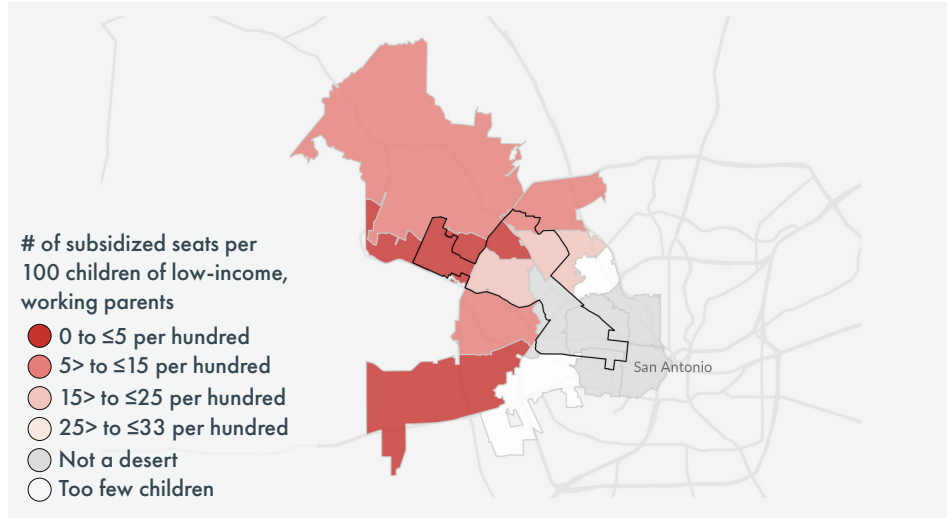 # of subsidized seats per
100 children of low-income,
working parents
0 to ≤5 per hundred
5> to ≤15 per hundred
15> to ≤25 per hundred
25> to ≤33 per hundred
Not a desert
Too few children
San Antonio